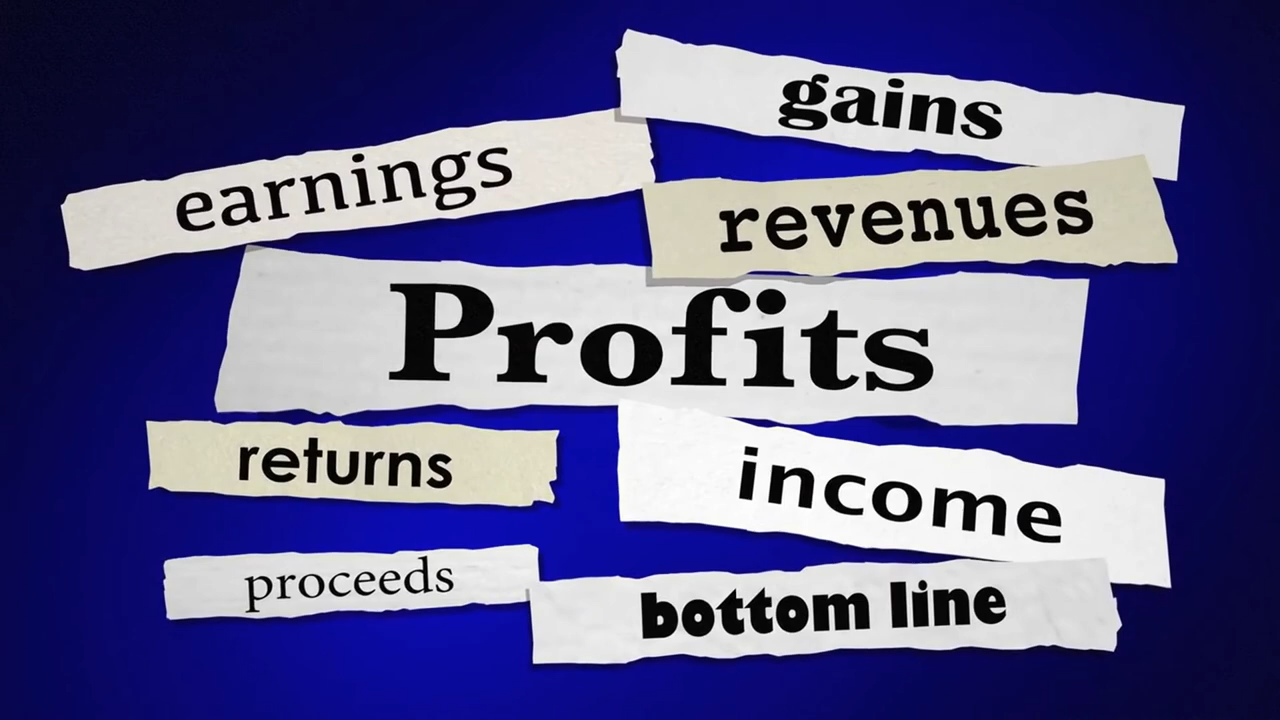 gains
earnings
revenues
Profits
returns
income
proceeds
bottom line